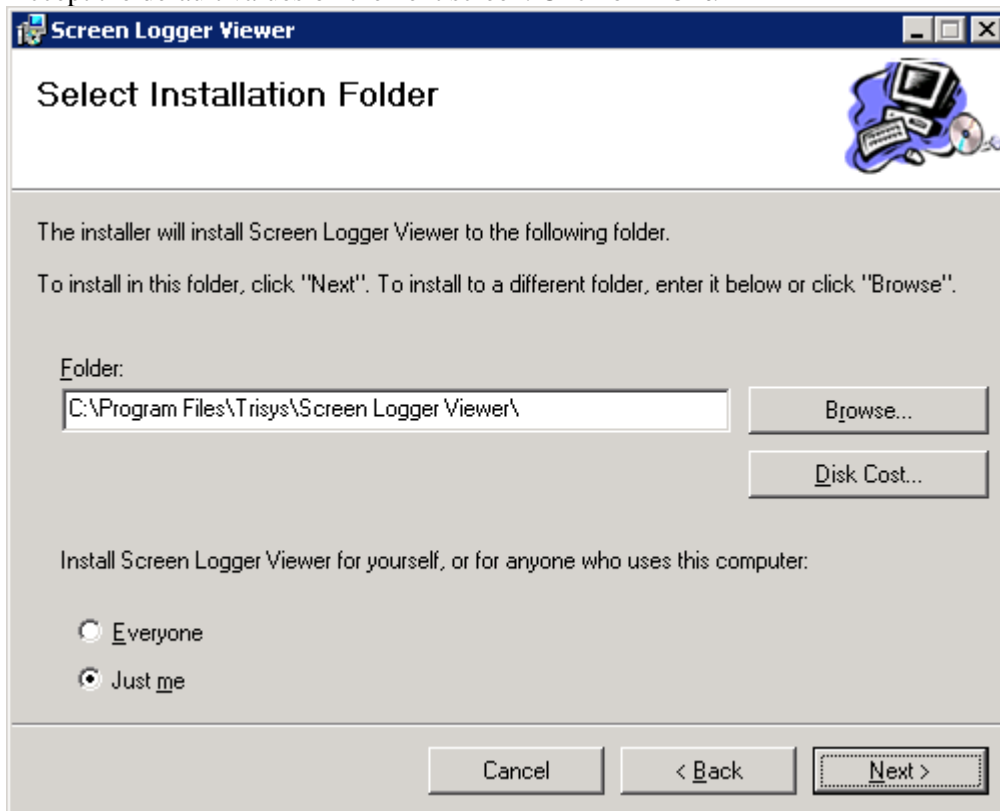 Screen Logger Viewer
Select Installation Folder
The installer will install Screen Logger Viewer to the following folder.
To install in this folder, click "Next". To install to a different folder, enter it below or click "Browse".
Folder:
C:\Program Files\Trisys\Screen Logger Viewer\
Browse...
Disk Cost...
Install Screen Logger Viewer for yourself, or for anyone who uses this computer:
Everyone
Just me
Cancel
< Back
Next >